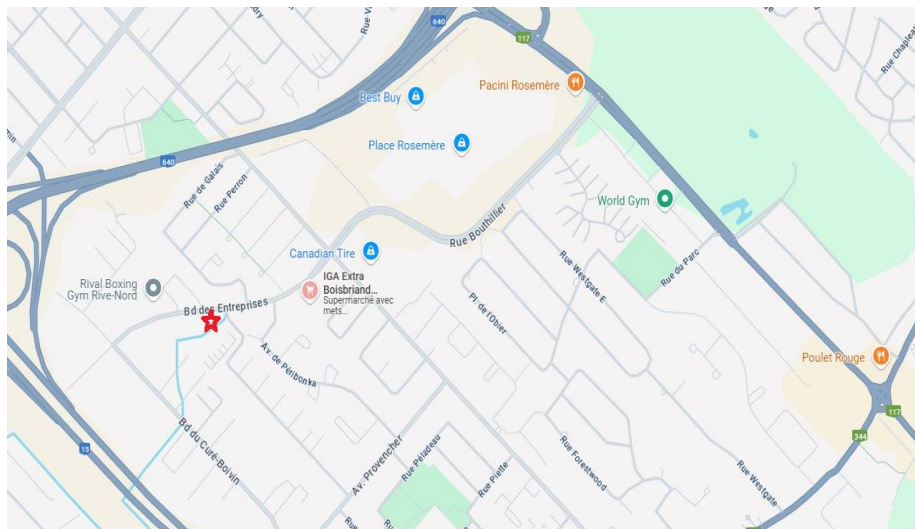 640
117
Pacini Rosemère
Best Buy
Place Rosemère
640
Rue de Galais
Rue Perron
World Gym
Rue Bouthillier
Canadian Tire
IGA Extra
Boisbriand...
Supermarché avec
mets...
Rival Boxing
Gym Rive-Nord
Bd des Entreprises
Rue du Parc
Rue Westgate E
Pl. de l'Obier
Av. de Péribonka
Poulet Rouge
117
344
15
Bd du Curé-Boivin
Av. Provencher
Rue Péladeau
Rue Piette
Rue Forestwood
Rue Westgate
Rue Chapleau